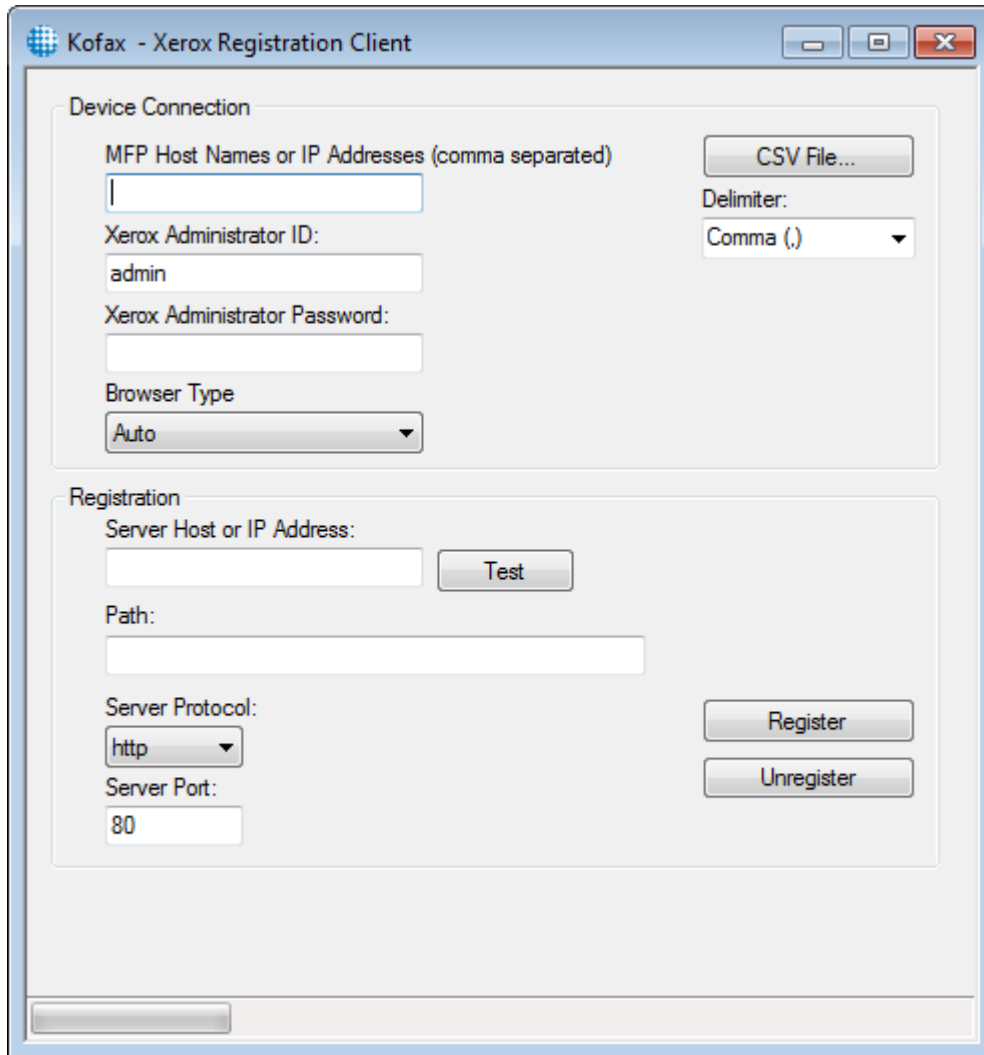 Kofax - Xerox Registration Client
Device Connection
MFP Host Names or IP Addresses (comma separated)
CSV File...
Delimiter:
Comma (,)
Xerox Administrator ID:
admin
Xerox Administrator Password:
Browser Type
Auto
Registration
Server Host or IP Address:
Test
Path:
Server Protocol:
http
Register
Server Port:
Unregister
80